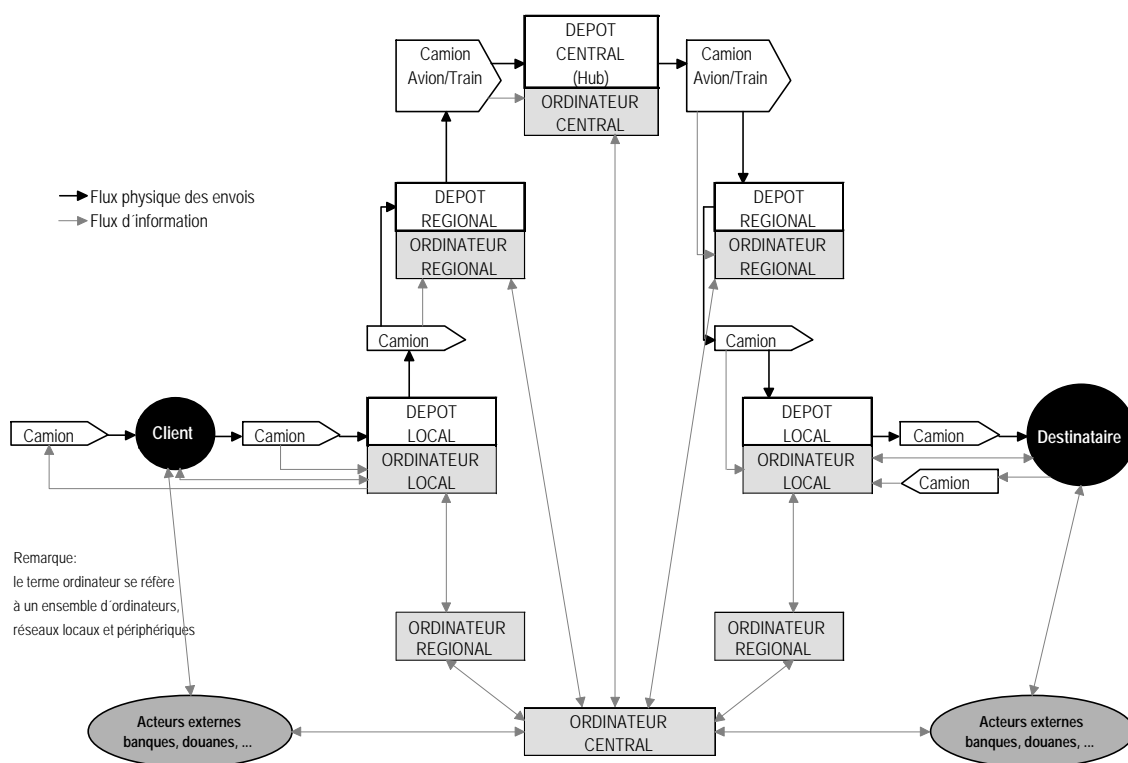 Camion
Avion/Train
DEPOT
CENTRAL
(Hub)
ORDINATEUR
CENTRAL
Camion
Avion/Train
Flux physique des envois
Flux d´information
DEPOT
REGIONAL
ORDINATEUR
REGIONAL
DEPOT
REGIONAL
ORDINATEUR
REGIONAL
Camion
Camion
Camion
Client
Camion
DEPOT
LOCAL
ORDINATEUR
LOCAL
DEPOT
LOCAL
ORDINATEUR
LOCAL
Camion
Camion
Destinataire
Remarque:
le terme ordinateur se réfère
à un ensemble d´ordinateurs,
réseaux locaux et périphériques
ORDINATEUR
REGIONAL
ORDINATEUR
REGIONAL
Acteurs externes
banques, douanes, ...
ORDINATEUR
CENTRAL
Acteurs externes
banques, douanes, ...